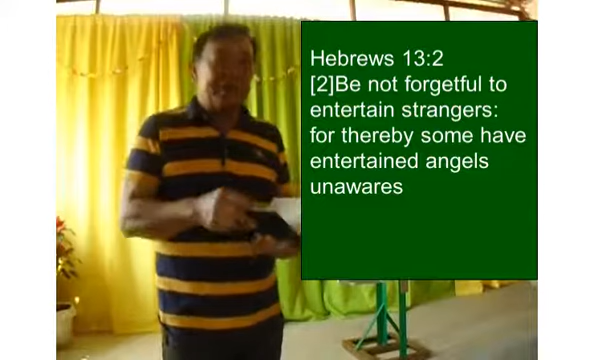 Hebrews 13:2
[2]Be not forgetful to
entertain strangers:
for thereby some have
entertained angels
unawares